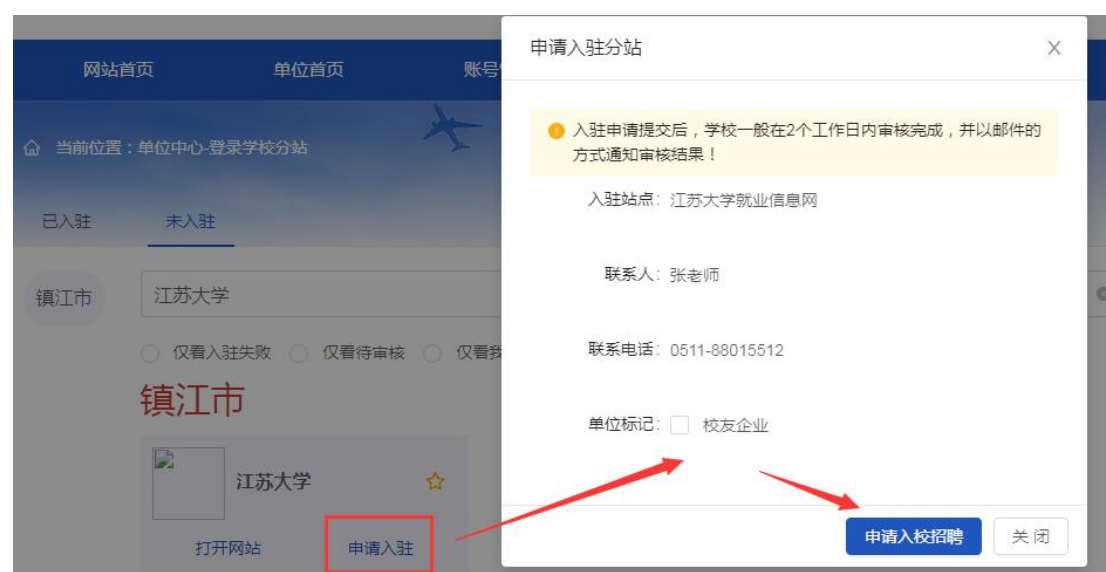 网站首页
单位首页
账号
当前位置：单位中心-登录学校分站
已入驻
未入驻
镇江市
江苏大学
仅看入驻失败
仅看待审核
仅看我
镇江市
江苏大学
打开网站
申请入驻
申请入驻分站
X
入驻申请提交后，学校一般在2个工作日内审核完成，并以邮件的
方式通知审核结果！
入驻站点：江苏大学就业信息网
联系人：张老师
联系电话：0511-88015512
单位标记：校友企业
申请入校招聘
关 闭